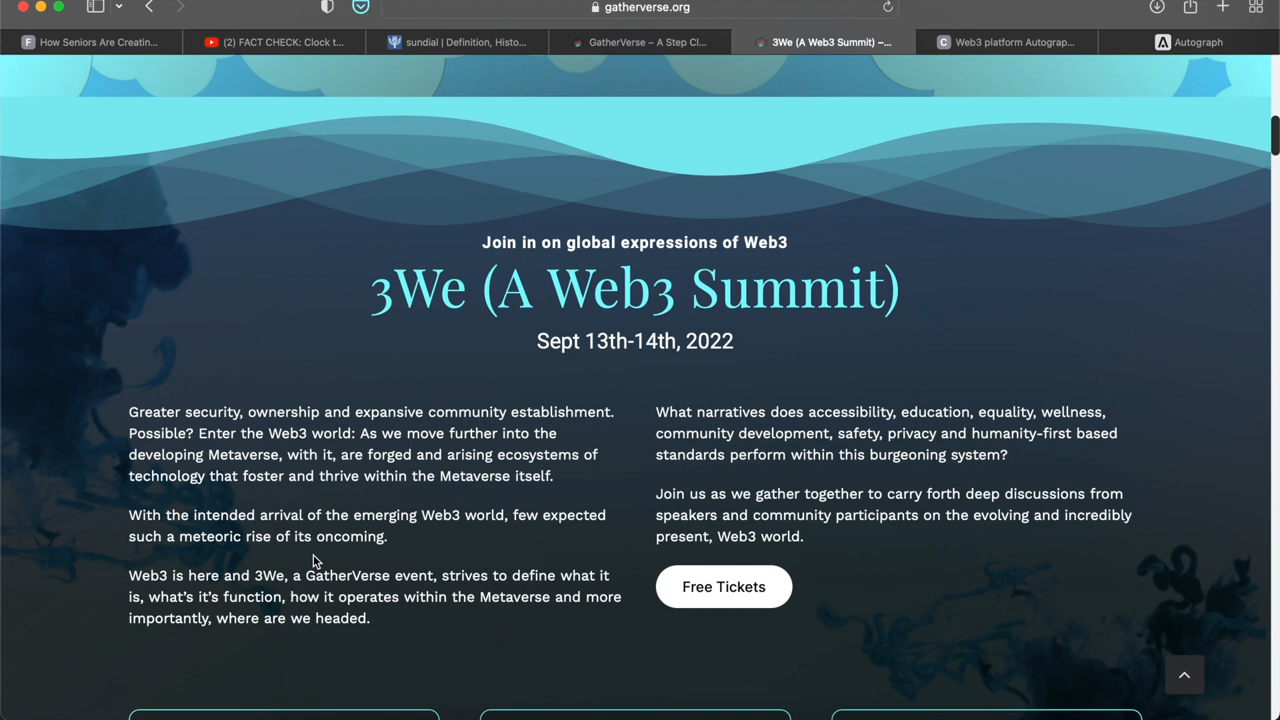 gatherverse.org
How Seniors Are Creatin...
(2) FACT CHECK: Clock t...
sundial | Definition, Histo...
GatherVerse – A Step Cl...
3We (A Web3 Summit) –...
Web3 platform Autograp...
Autograph
Join in on global expressions of Web3
3We (A Web3 Summit)
Sept 13th-14th, 2022
Greater security, ownership and expansive community establishment.
Possible? Enter the Web3 world: As we move further into the
developing Metaverse, with it, are forged and arising ecosystems of
technology that foster and thrive within the Metaverse itself.
With the intended arrival of the emerging Web3 world, few expected
such a meteoric rise of its oncoming.
Web3 is here and 3We, a GatherVerse event, strives to define what it
is, what's it's function, how it operates within the Metaverse and more
importantly, where are we headed.
What narratives does accessibility, education, equality, wellness,
community development, safety, privacy and humanity-first based
standards perform within this burgeoning system?
Join us as we gather together to carry forth deep discussions from
speakers and community participants on the evolving and incredibly
present, Web3 world.
Free Tickets